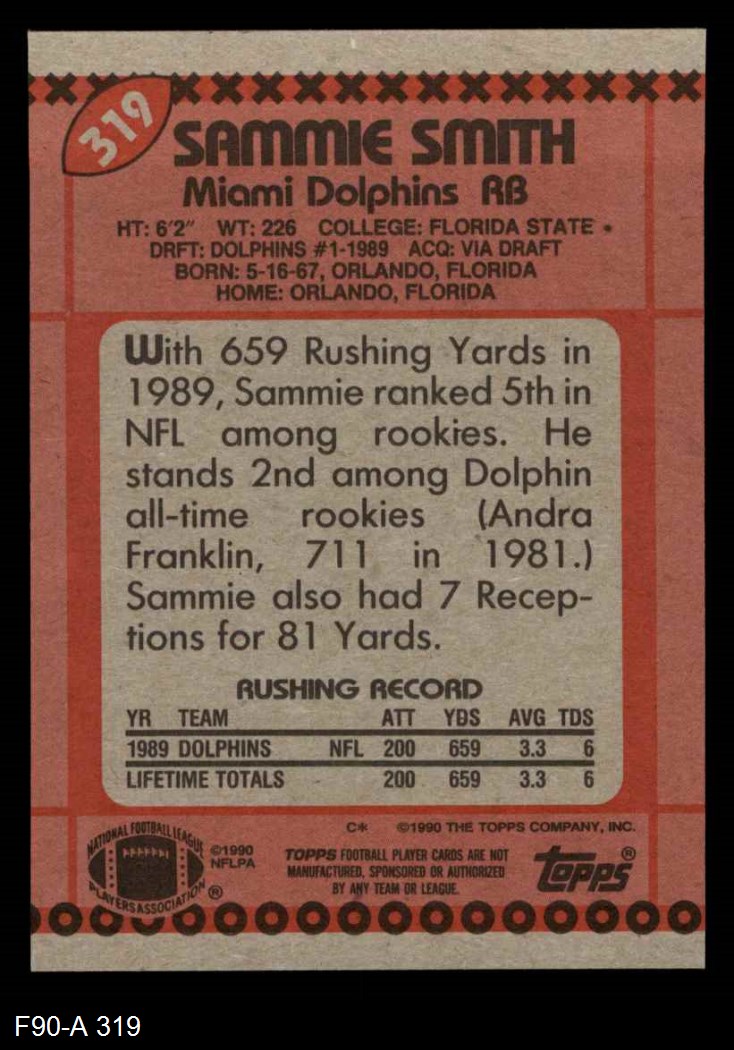 319
SAMMIE SMITH
Miami Dolphins RB
HT: 6'2" WT: 226 COLLEGE: FLORIDA STATE •
DRFT: DOLPHINS #1-1989 ACQ: VIA DRAFT
BORN: 5-16-67, ORLANDO, FLORIDA
HOME: ORLANDO, FLORIDA
With 659 Rushing Yards in
1989, Sammie ranked 5th in
NFL among rookies. He
stands 2nd among Dolphin
all-time rookies (Andra
Franklin, 711 in 1981.)
Sammie also had 7 Recep-
tions for 81 Yards.
RUSHING RECORD
YR TEAM ATT YDS AVG TDS
1989 DOLPHINS NFL 200 659 3.3 6
LIFETIME TOTALS 200 659 3.3 6
C* ©1990 THE TOPPS COMPANY, INC.
NATIONAL FOOTBALL LEAGUE
PLAYERS ASSOCIATION ®
©1990
NFLPA
TOPPS FOOTBALL PLAYER CARDS ARE NOT
MANUFACTURED, SPONSORED OR AUTHORIZED
BY ANY TEAM OR LEAGUE.
Topps®
F90-A 319